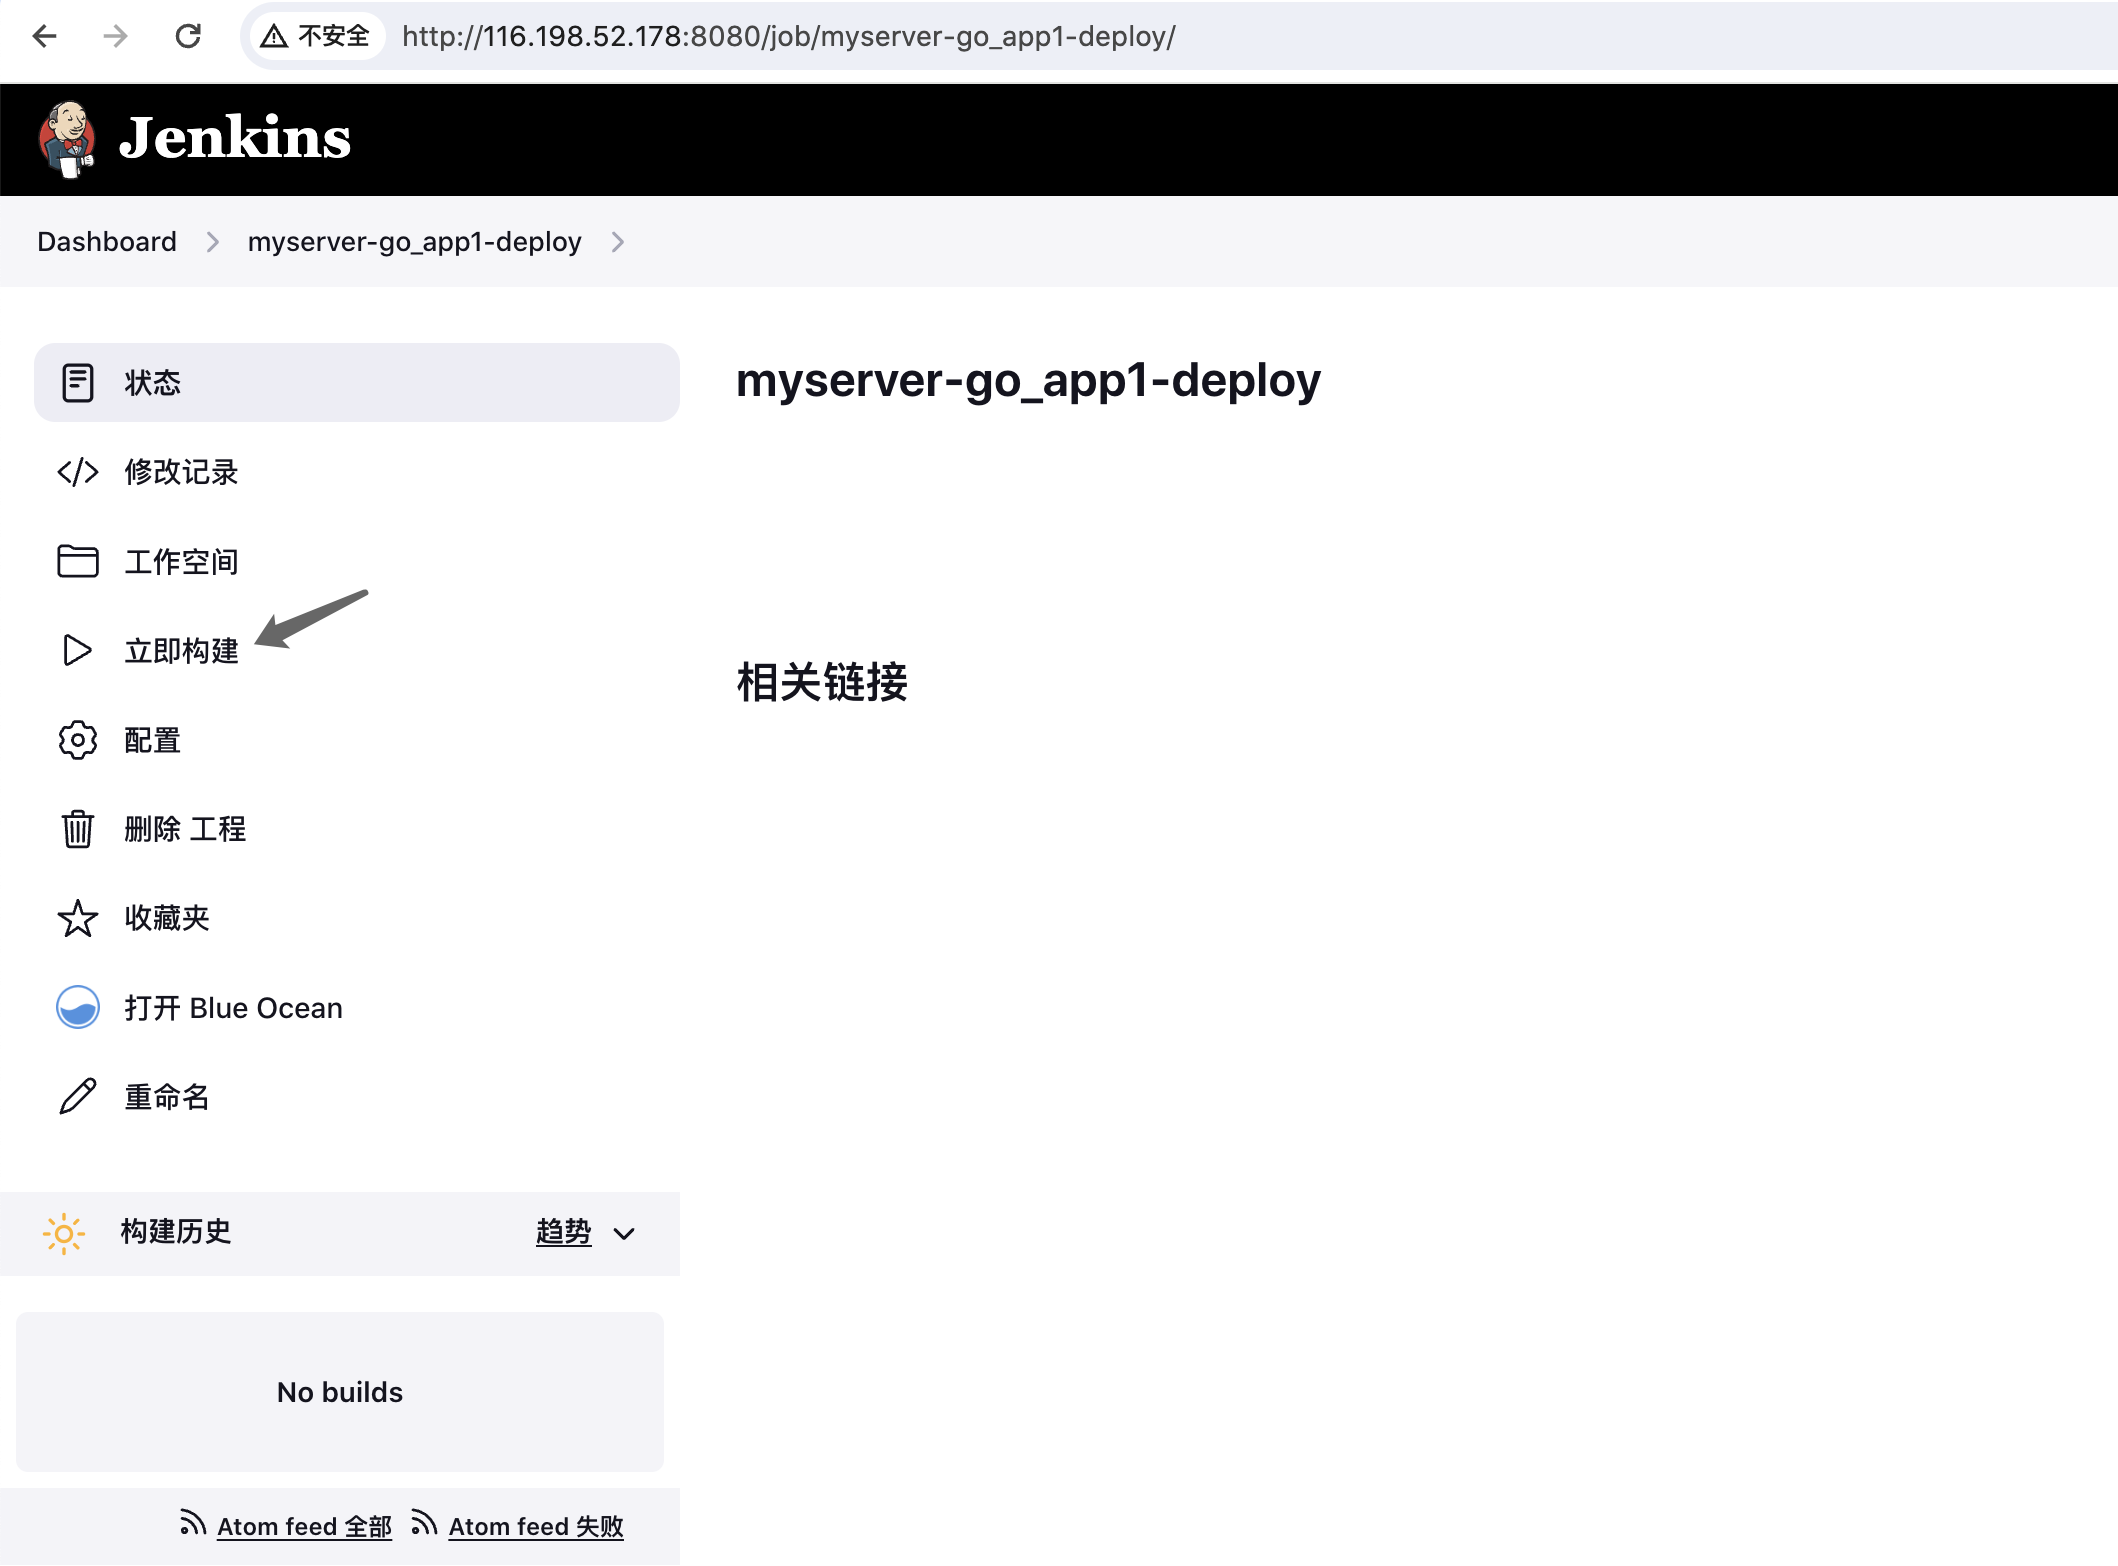 不安全 http://116.198.52.178:8080/job/myserver-go_app1-deploy/
Jenkins
Dashboard myserver-go_app1-deploy
状态
myserver-go_app1-deploy
修改记录
工作空间
立即构建
相关链接
配置
删除 工程
收藏夹
打开 Blue Ocean
重命名
构建历史 趋势
No builds
Atom feed 全部 Atom feed 失败